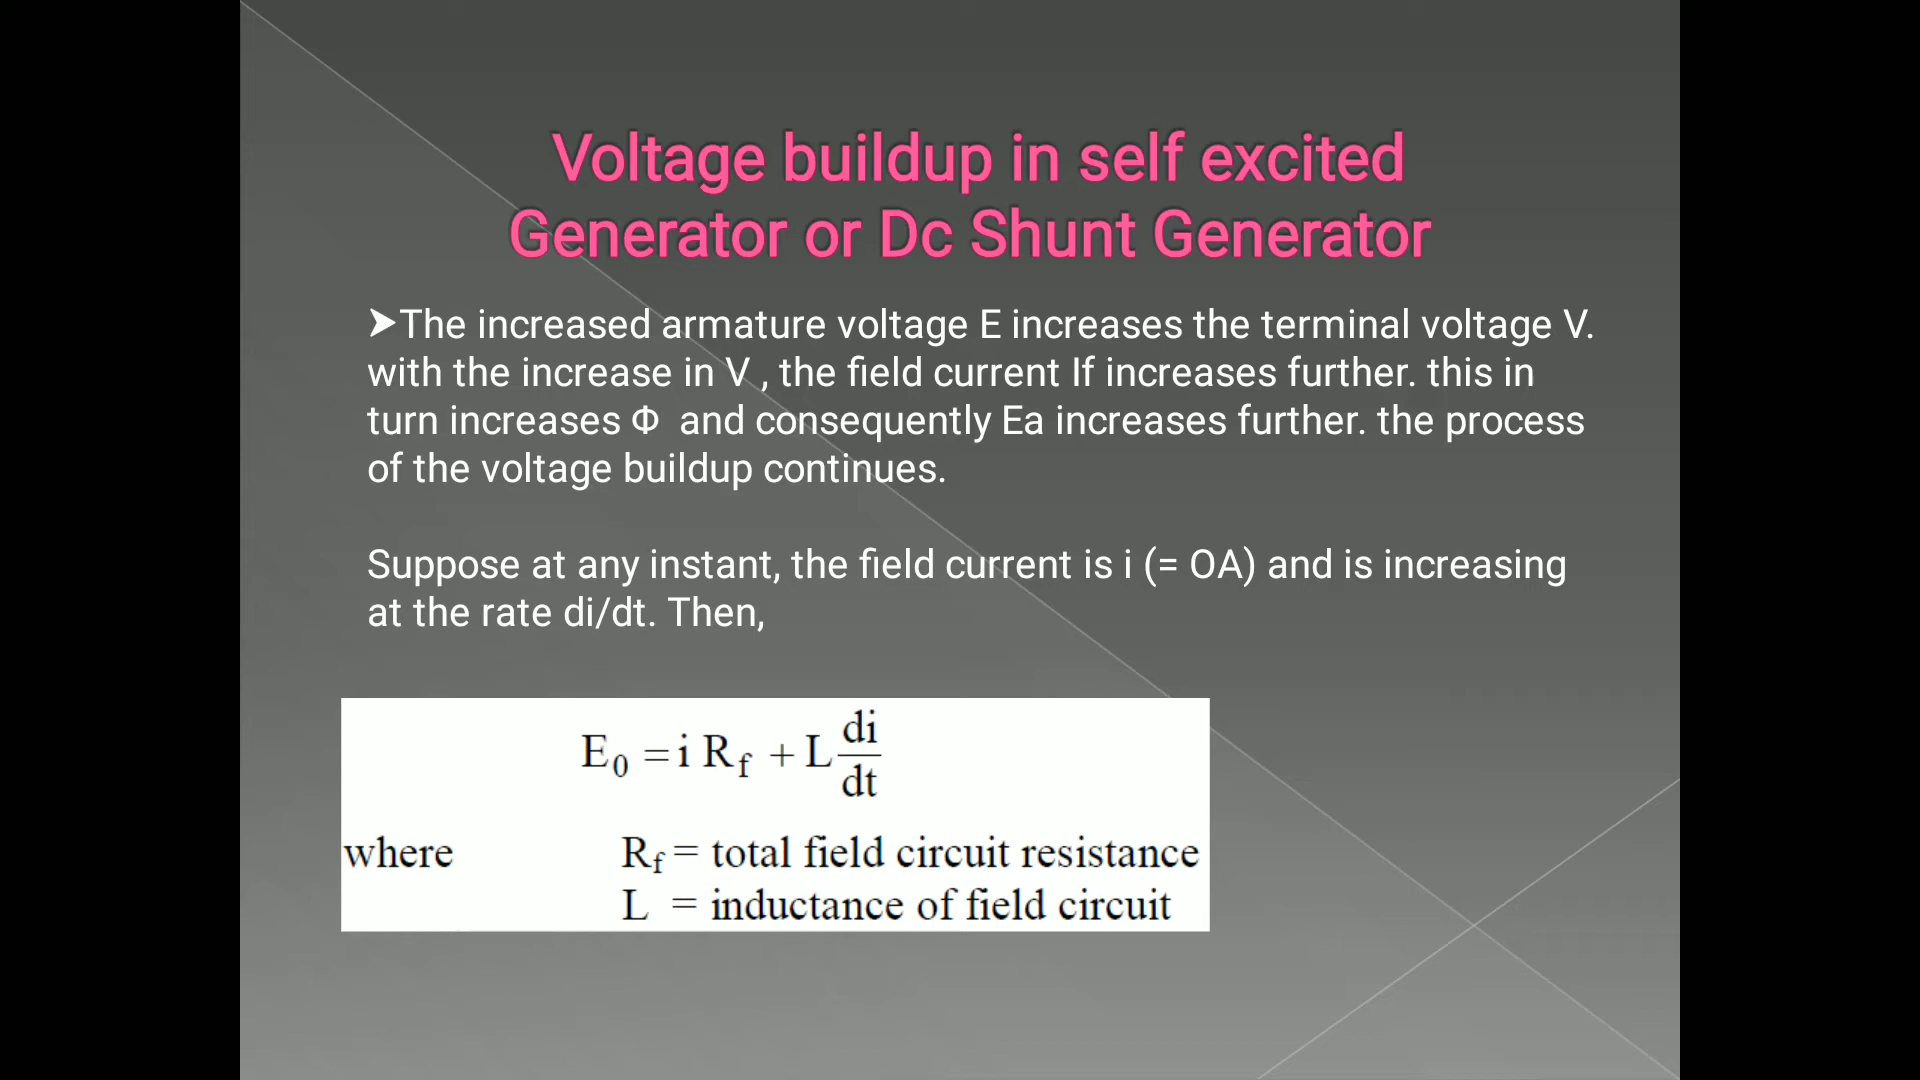 Voltage buildup in self excited
Generator or Dc Shunt Generator
➤The increased armature voltage E increases the terminal voltage V.
with the increase in V , the field current If increases further. this in
turn increases Φ and consequently Ea increases further. the process
of the voltage buildup continues.
Suppose at any instant, the field current is i (= OA) and is increasing
at the rate di/dt. Then,
E₀ = i R_f + L di/dt
where R_f = total field circuit resistance
L = inductance of field circuit